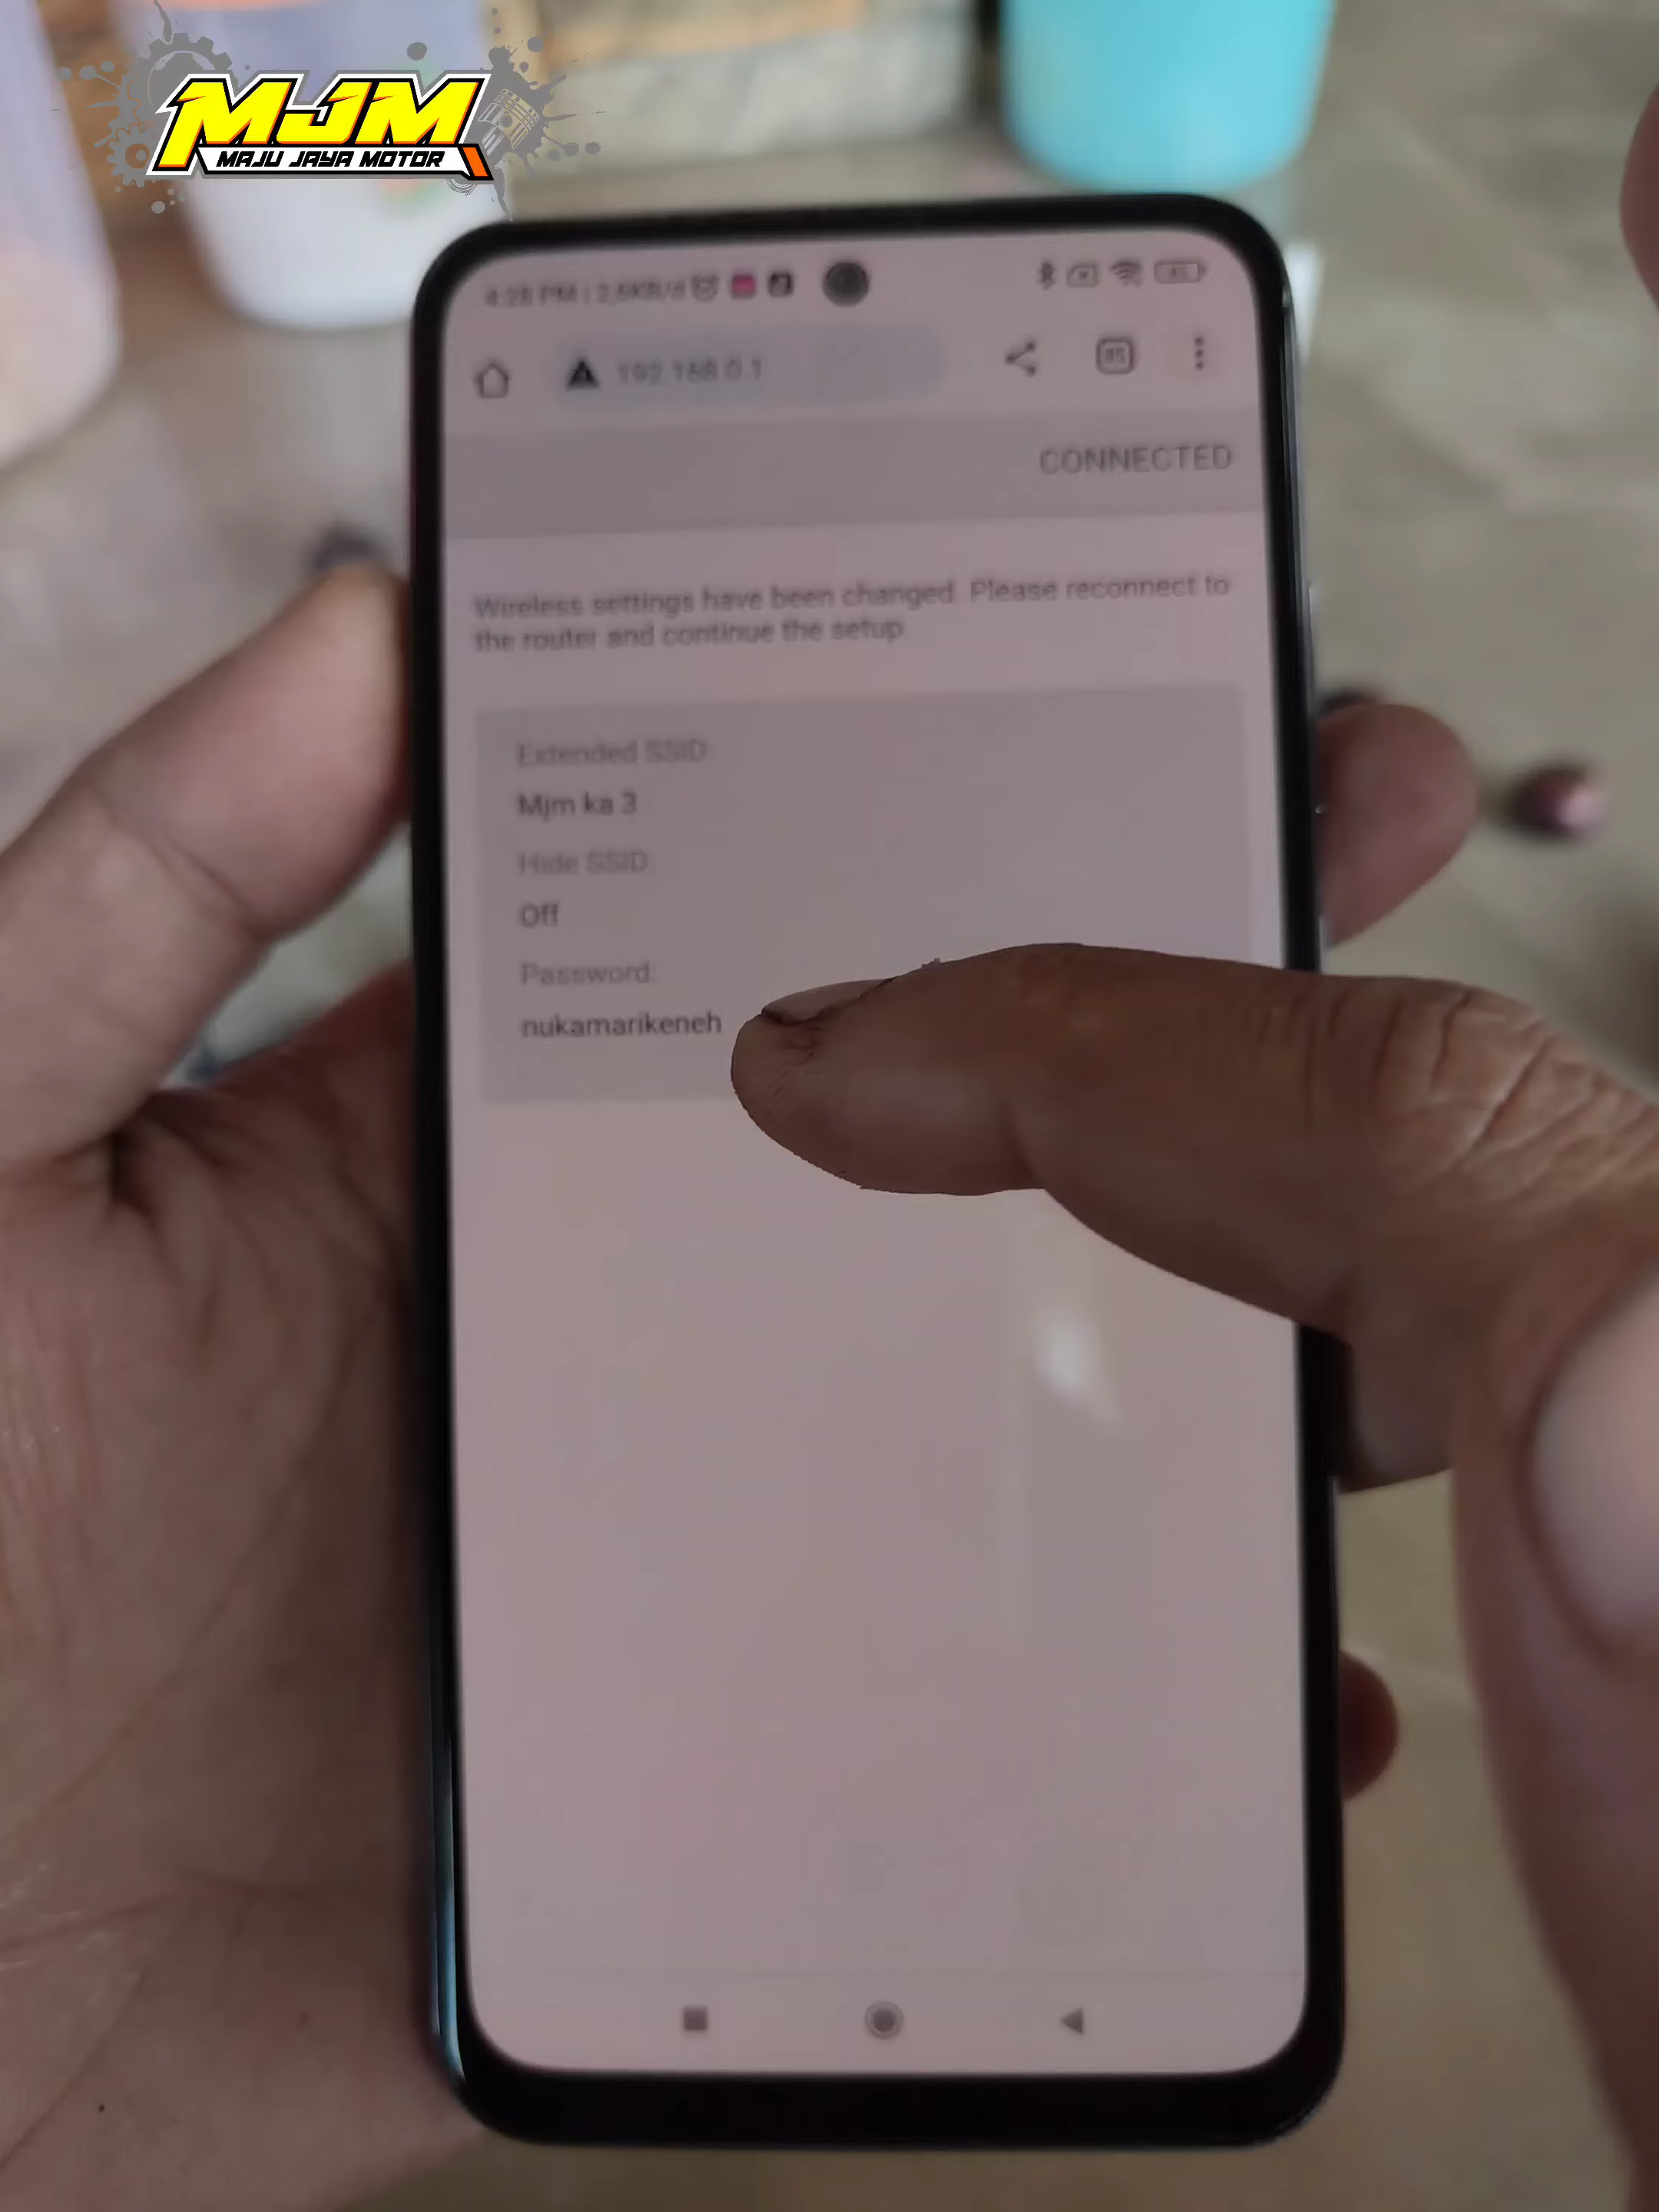 MJM
MAJU JAYA MOTOR
4:28 PM | 2,6KB/d
192.168.0.1
85
CONNECTED
Wireless settings have been changed. Please reconnect to
the router and continue the setup.
Extended SSID:
Mjm ka 3
Hide SSID:
Off
Password:
nukamarikeneh